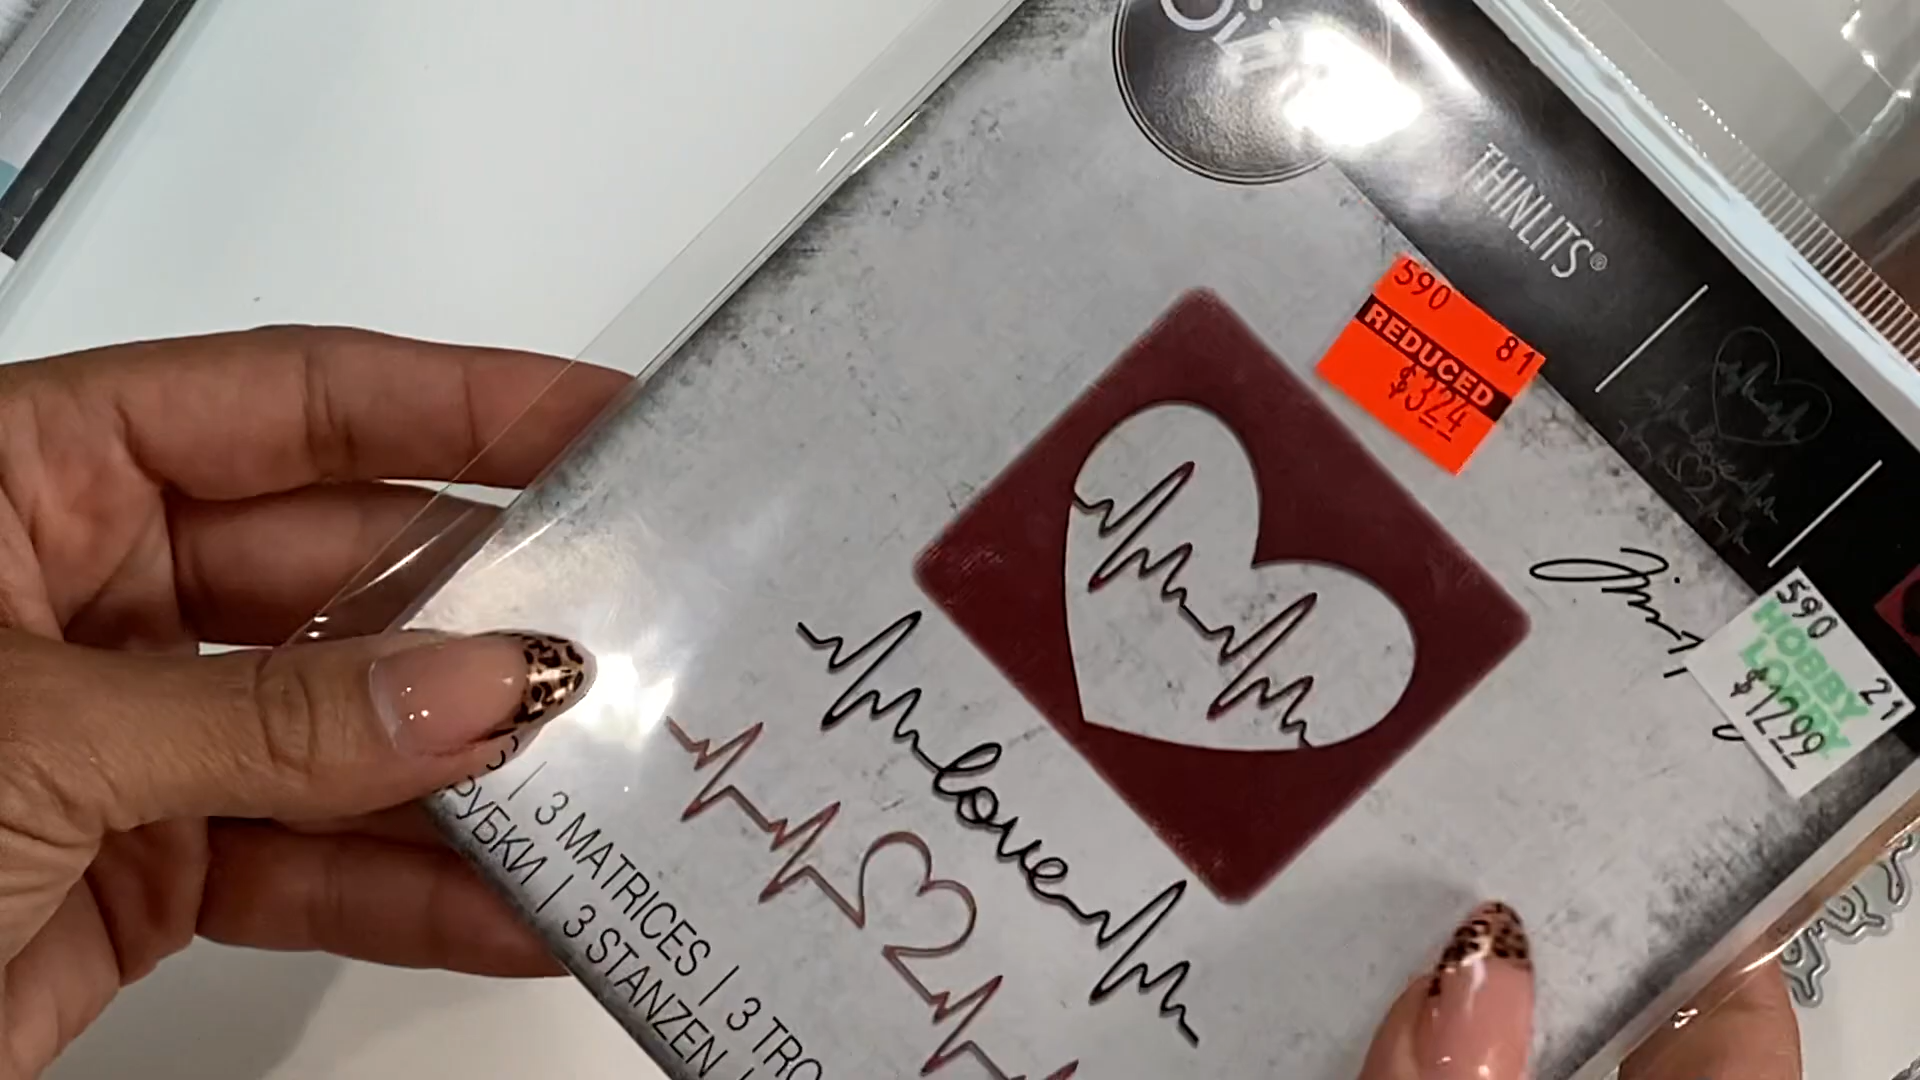 THINLITS®
590
81
REDUCED
$3.24
590
HOBBY
LOBBY
21
$12.99
love
| 3 MATRICES | 3 TRO
| 3 STANZEN |